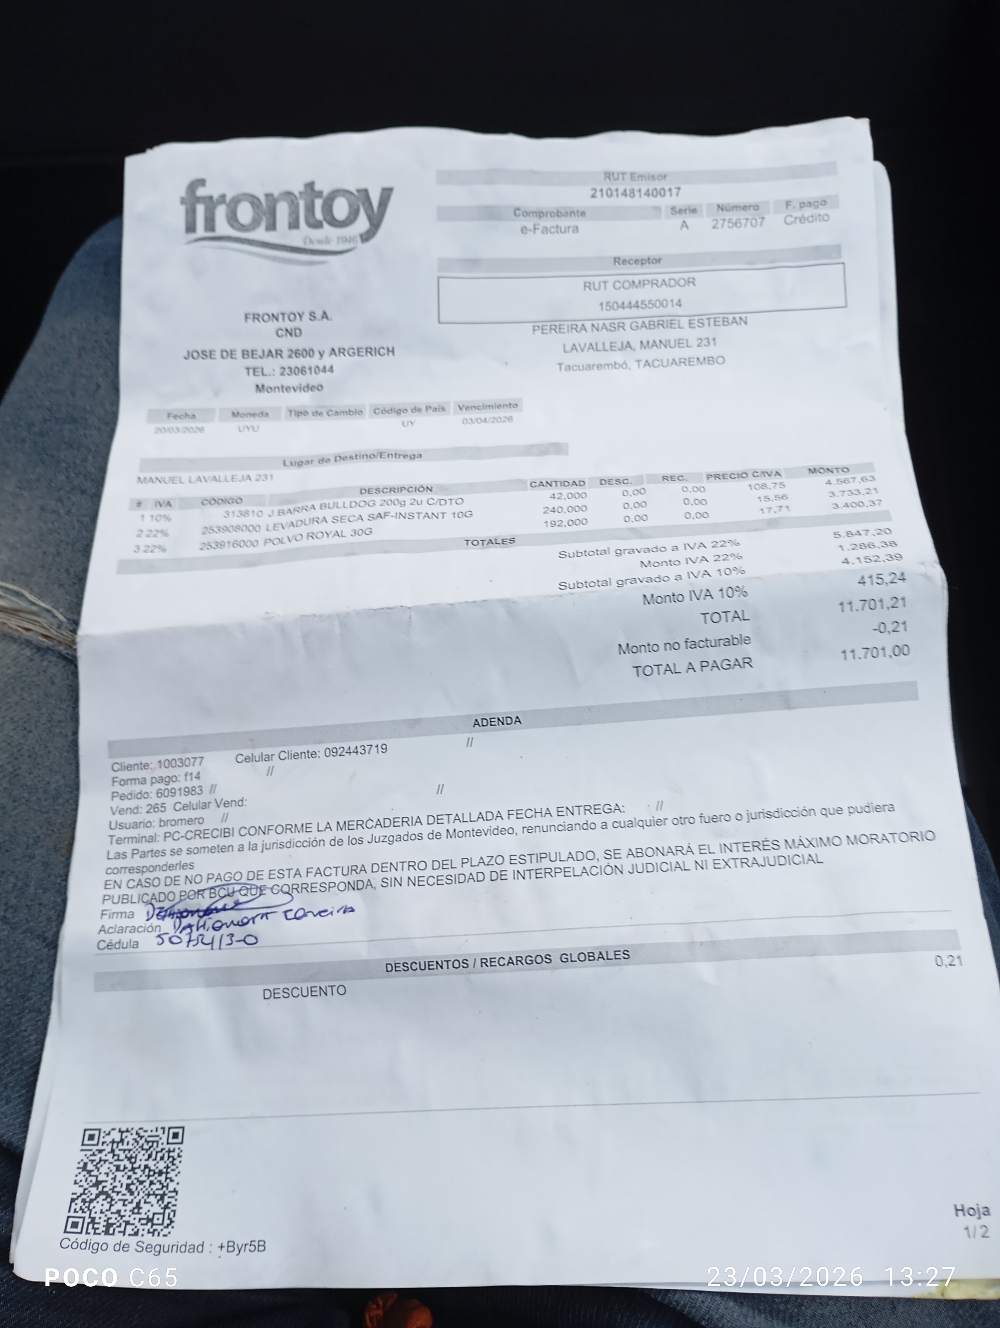 frontoy
Desde 1946
RUT Emisor
210148140017
Comprobante Serie Número F. pago
e-Factura A 2756707 Crédito
Receptor
RUT COMPRADOR
150444550014
PEREIRA NASR GABRIEL ESTEBAN
LAVALLEJA, MANUEL 231
Tacuarembó, TACUAREMBO
FRONTOY S.A.
CND
JOSE DE BEJAR 2600 y ARGERICH
TEL.: 23061044
Montevideo
Fecha Moneda Tipo de Cambio Código de País Vencimiento
20/03/2026 UYU UY 03/04/2026
Lugar de Destino/Entrega
MANUEL LAVALLEJA 231
# IVA CÓDIGO DESCRIPCIÓN CANTIDAD DESC. REC. PRECIO C/IVA MONTO
1 10% 313810 J.BARRA BULLDOG 200g 2u C/DTO 42,000 0,00 0,00 108,75 4.567,63
2 22% 253908000 LEVADURA SECA SAF-INSTANT 10G 240,000 0,00 0,00 15,56 3.733,21
3 22% 253916000 POLVO ROYAL 30G 192,000 0,00 0,00 17,71 3.400,37
TOTALES
Subtotal gravado a IVA 22% 5.847,20
Monto IVA 22% 1.286,38
Subtotal gravado a IVA 10% 4.152,39
Monto IVA 10% 415,24
TOTAL 11.701,21
Monto no facturable -0,21
TOTAL A PAGAR 11.701,00
ADENDA
Cliente: 1003077 Celular Cliente: 092443719 //
Forma pago: f14 //
Pedido: 6091983 //
Vend: 265 Celular Vend: //
Usuario: bromero //
Terminal: PC-CRECIBI CONFORME LA MERCADERIA DETALLADA FECHA ENTREGA: //
Las Partes se someten a la jurisdicción de los Juzgados de Montevideo, renunciando a cualquier otro fuero o jurisdicción que pudiera
corresponderles
EN CASO DE NO PAGO DE ESTA FACTURA DENTRO DEL PLAZO ESTIPULADO, SE ABONARÁ EL INTERÉS MÁXIMO MORATORIO
PUBLICADO POR BCU QUE CORRESPONDA, SIN NECESIDAD DE INTERPELACIÓN JUDICIAL NI EXTRAJUDICIAL
Firma
Aclaración
Cédula
DESCUENTOS / RECARGOS GLOBALES
DESCUENTO 0,21
Código de Seguridad : +Byr5B
Hoja
1/2
POCO C65
23/03/2026 13:27